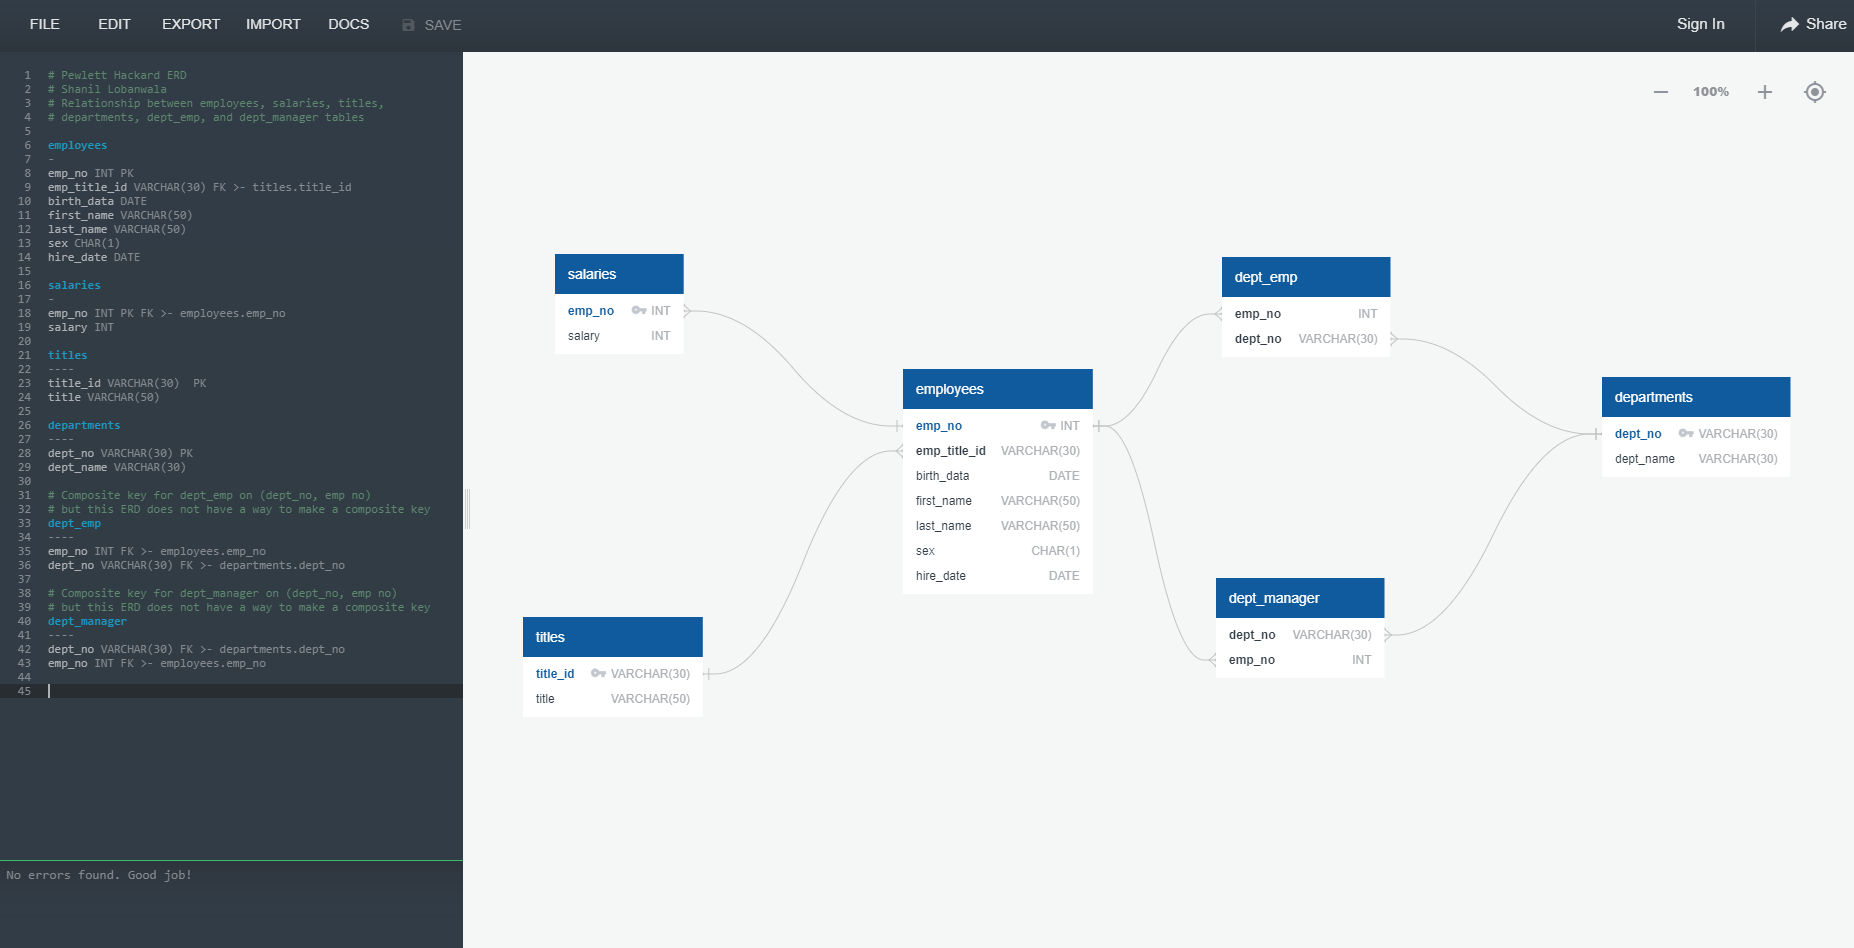 FILE EDIT EXPORT IMPORT DOCS SAVE Sign In Share
1 # Pewlett Hackard ERD
2 # Shanil Lobanwala
3 # Relationship between employees, salaries, titles,
4 # departments, dept_emp, and dept_manager tables
5
6 employees
7 -
8 emp_no INT PK
9 emp_title_id VARCHAR(30) FK >- titles.title_id
10 birth_data DATE
11 first_name VARCHAR(50)
12 last_name VARCHAR(50)
13 sex CHAR(1)
14 hire_date DATE
15
16 salaries
17 -
18 emp_no INT PK FK >- employees.emp_no
19 salary INT
20
21 titles
22 ----
23 title_id VARCHAR(30)  PK
24 title VARCHAR(50)
25
26 departments
27 ----
28 dept_no VARCHAR(30) PK
29 dept_name VARCHAR(30)
30
31 # Composite key for dept_emp on (dept_no, emp no)
32 # but this ERD does not have a way to make a composite key
33 dept_emp
34 ----
35 emp_no INT FK >- employees.emp_no
36 dept_no VARCHAR(30) FK >- departments.dept_no
37
38 # Composite key for dept_manager on (dept_no, emp no)
39 # but this ERD does not have a way to make a composite key
40 dept_manager
41 ----
42 dept_no VARCHAR(30) FK >- departments.dept_no
43 emp_no INT FK >- employees.emp_no
44
45
No errors found. Good job!
100%
salaries
emp_no INT
salary INT
titles
title_id VARCHAR(30)
title VARCHAR(50)
employees
emp_no INT
emp_title_id VARCHAR(30)
birth_data DATE
first_name VARCHAR(50)
last_name VARCHAR(50)
sex CHAR(1)
hire_date DATE
dept_emp
emp_no INT
dept_no VARCHAR(30)
dept_manager
dept_no VARCHAR(30)
emp_no INT
departments
dept_no VARCHAR(30)
dept_name VARCHAR(30)